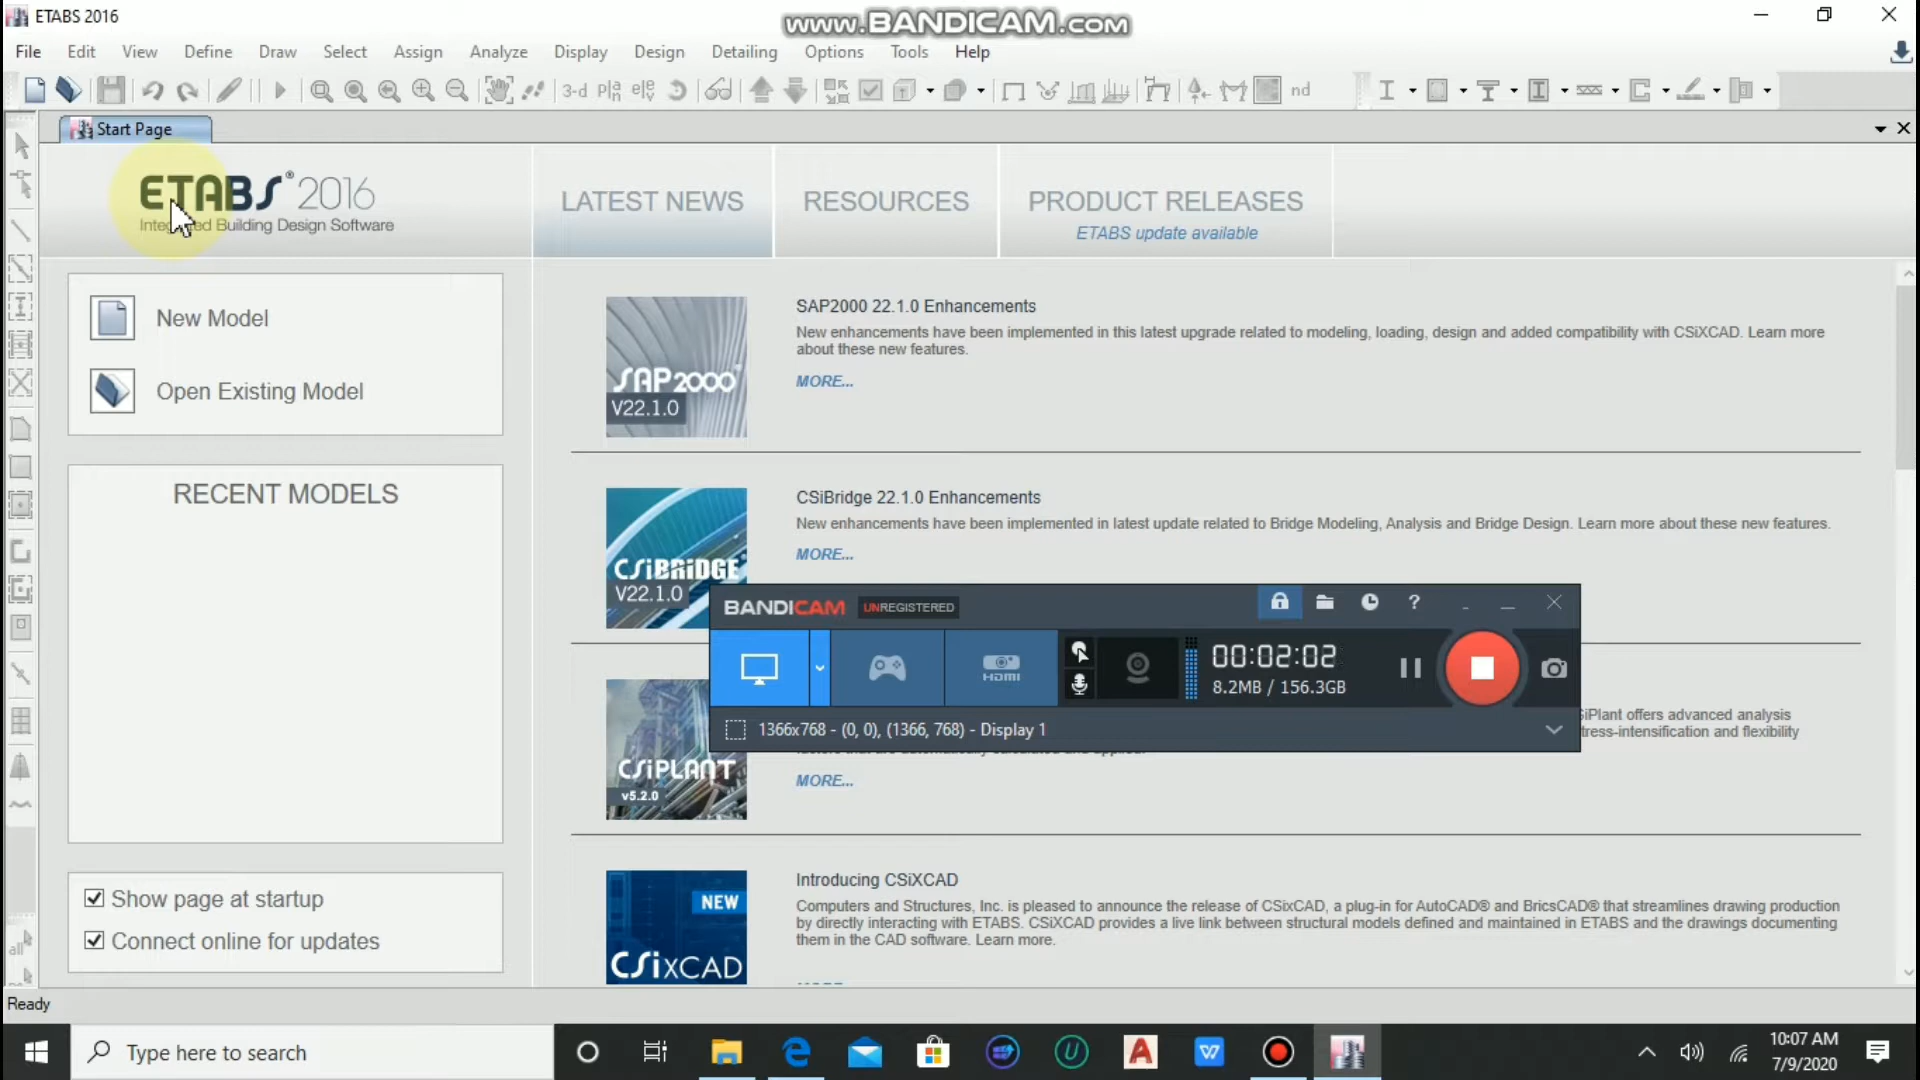 ETABS 2016
www.BANDICAM.com
File Edit View Define Draw Select Assign Analyze Display Design Detailing Options Tools Help
3-d nd
Start Page
ETABS® 2016
Building Design Software
LATEST NEWS
RESOURCES
PRODUCT RELEASES
ETABS update available
New Model
Open Existing Model
RECENT MODELS
Show page at startup
Connect online for updates
SAP2000
V22.1.0
SAP2000 22.1.0 Enhancements
New enhancements have been implemented in this latest upgrade related to modeling, loading, design and added compatibility with CSiXCAD. Learn more
about these new features.
MORE...
CSiBRIDGE
V22.1.0
CSiBridge 22.1.0 Enhancements
New enhancements have been implemented in latest update related to Bridge Modeling, Analysis and Bridge Design. Learn more about these new features.
MORE...
BANDICAM UNREGISTERED
HDMI
00:02:02
8.2MB / 156.3GB
1366x768 - (0, 0), (1366, 768) - Display 1
CSiPLANT
v5.2.0
iPlant offers advanced analysis
tress-intensification and flexibility
MORE...
NEW
CSiXCAD
Introducing CSiXCAD
Computers and Structures, Inc. is pleased to announce the release of CSixCAD, a plug-in for AutoCAD® and BricsCAD® that streamlines drawing production
by directly interacting with ETABS. CSiXCAD provides a live link between structural models defined and maintained in ETABS and the drawings documenting
them in the CAD software. Learn more.
all
Ready
Type here to search
10:07 AM
7/9/2020